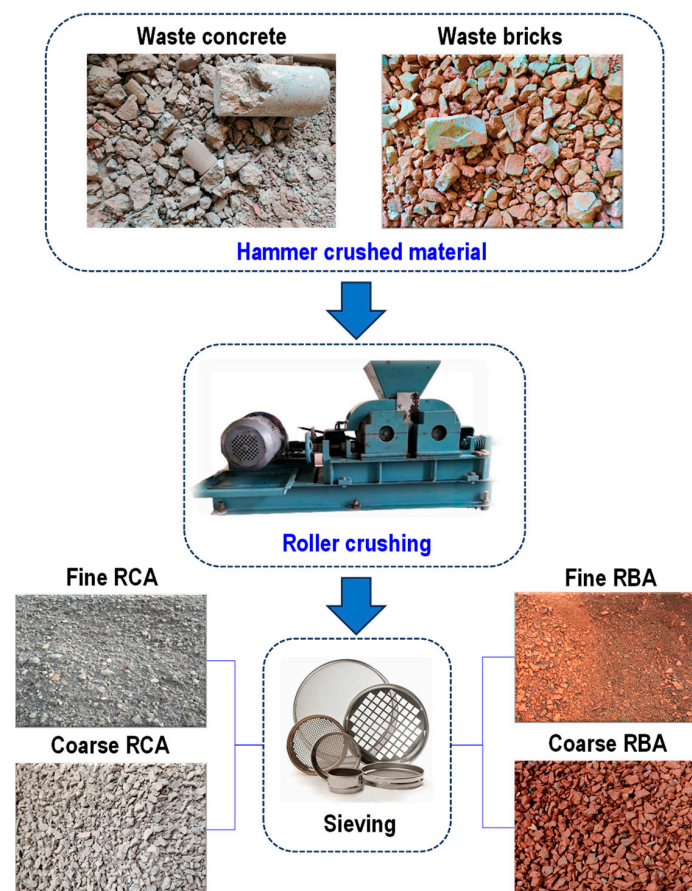 Waste concrete
Waste bricks
Hammer crushed material
Roller crushing
Fine RCA
Fine RBA
Coarse RCA
Coarse RBA
Sieving